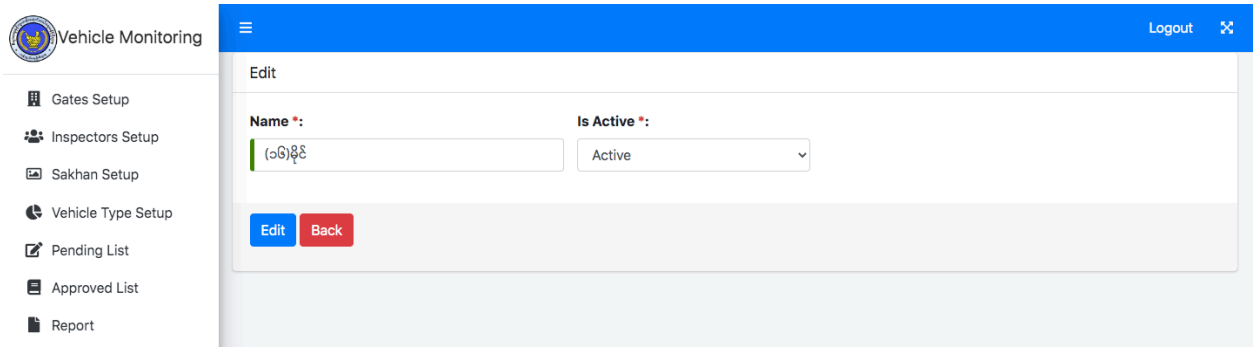 Vehicle Monitoring
Logout
Gates Setup
Inspectors Setup
Sakhan Setup
Vehicle Type Setup
Pending List
Approved List
Report
Edit
Name *:
Is Active *:
(၁၆)မိုင်
Active
Edit
Back